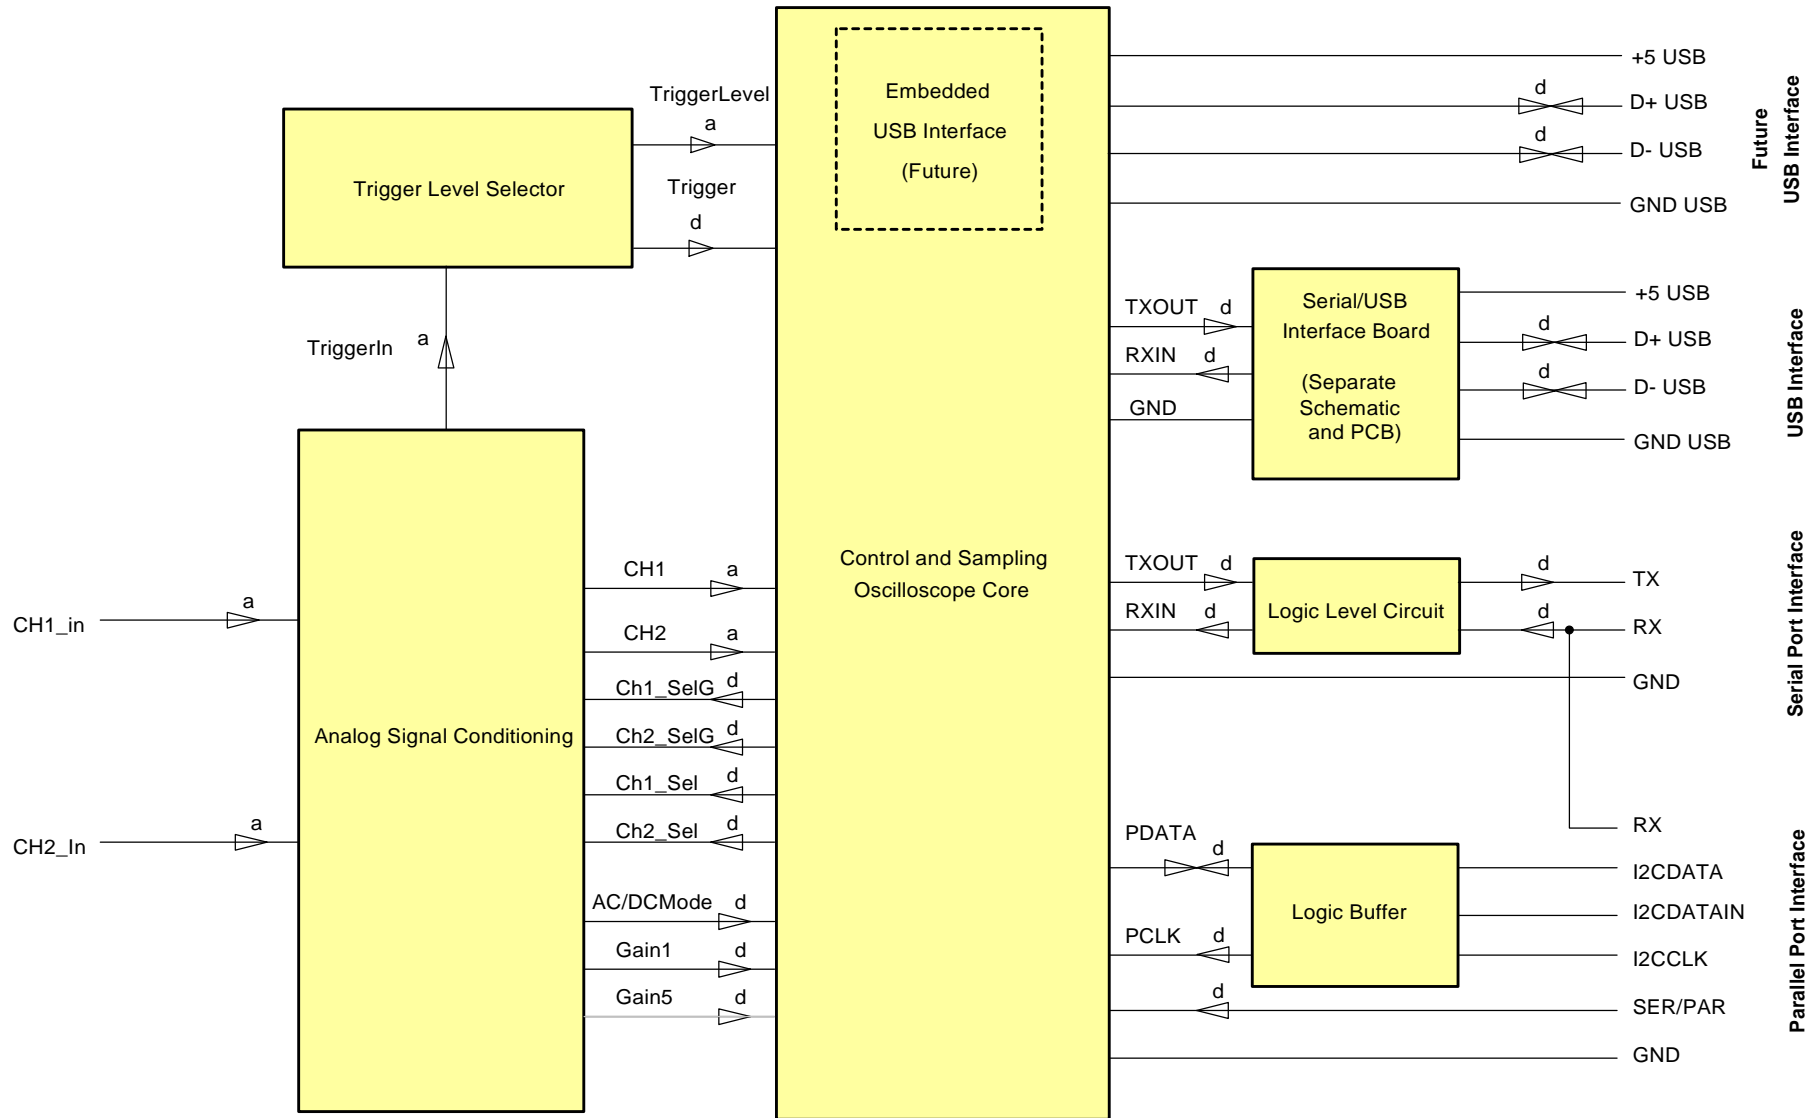 TriggerLevel
a
Trigger
d
Trigger Level Selector
TriggerIn
a
Embedded
USB Interface
(Future)
+5 USB
d
D+ USB
d
D- USB
GND USB
Future
USB Interface
TXOUT
d
RXIN
d
GND
Serial/USB
Interface Board
(Separate
Schematic
and PCB)
+5 USB
d
D+ USB
d
D- USB
GND USB
USB Interface
CH1_in
a
CH2_In
a
Analog Signal Conditioning
CH1
a
CH2
a
Ch1_SelG
d
Ch2_SelG
d
Ch1_Sel
d
Ch2_Sel
d
AC/DCMode
d
Gain1
d
Gain5
d
Control and Sampling
Oscilloscope Core
TXOUT
d
RXIN
d
Logic Level Circuit
d
TX
d
RX
GND
Serial Port Interface
RX
PDATA
d
PCLK
d
Logic Buffer
I2CDATA
I2CDATAIN
I2CCLK
d
SER/PAR
GND
Parallel Port Interface